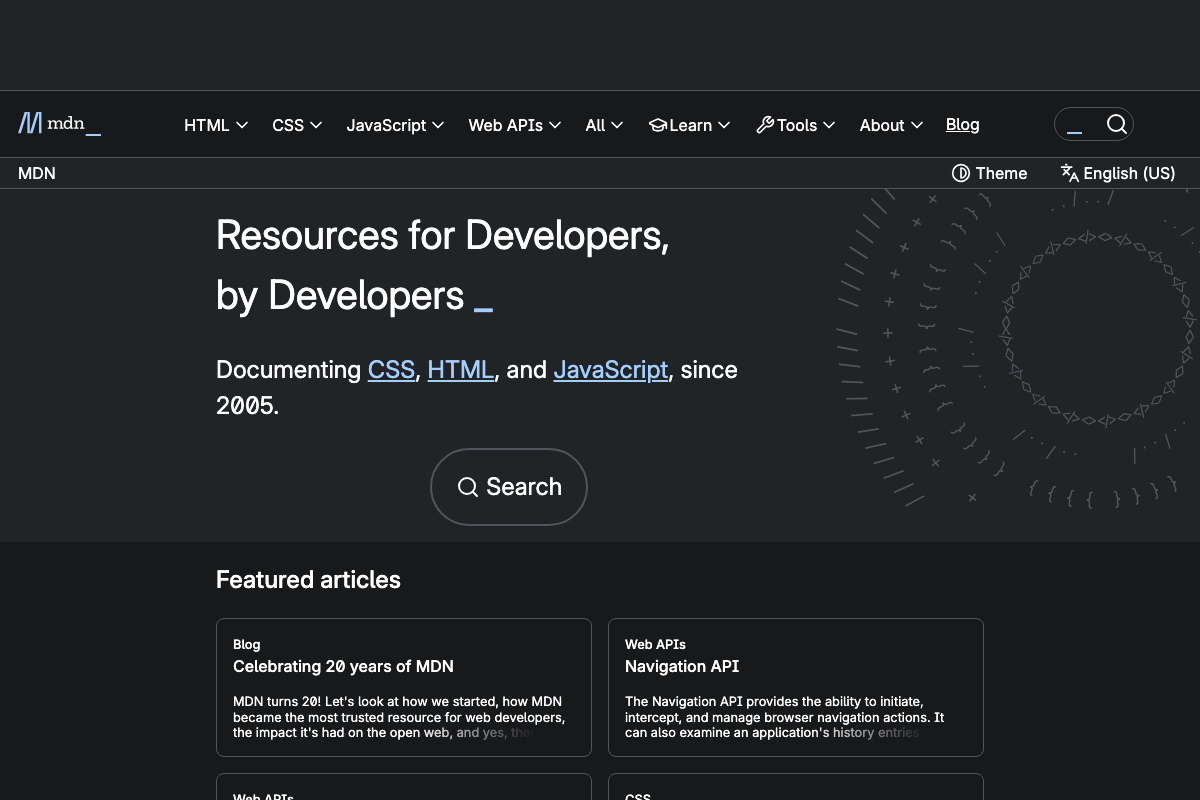 mdn_
HTML CSS JavaScript Web APIs All Learn Tools About Blog _
MDN Theme English (US)
Resources for Developers,
by Developers _
Documenting CSS, HTML, and JavaScript, since
2005.
Search
Featured articles
Blog
Celebrating 20 years of MDN
MDN turns 20! Let's look at how we started, how MDN
became the most trusted resource for web developers,
the impact it's had on the open web, and yes, the
Web APIs
Navigation API
The Navigation API provides the ability to initiate,
intercept, and manage browser navigation actions. It
can also examine an application's history entries.
Web APIs
CSS